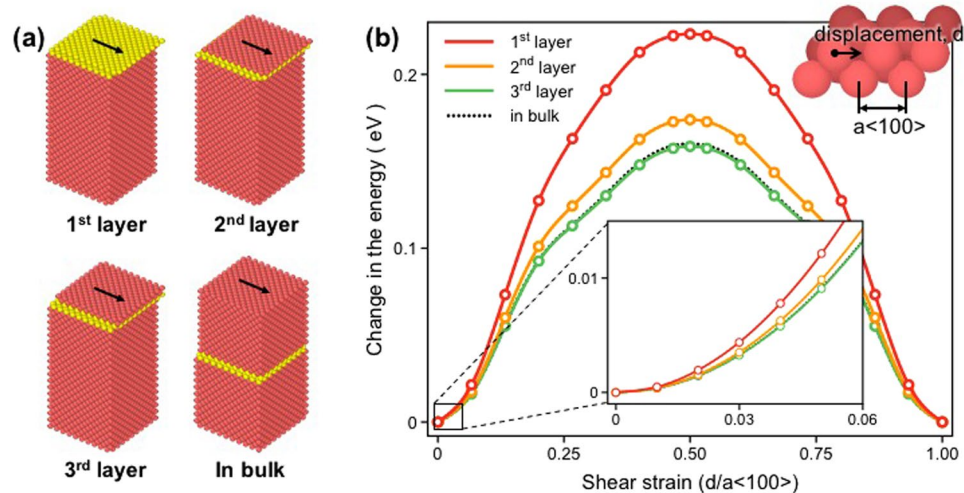 (a)
1st layer
2nd layer
3rd layer
In bulk
(b)
1st layer
2nd layer
3rd layer
in bulk
displacement, d
a<100>
Change in the energy ( eV)
0.2
0.1
0
0 0.25 0.50 0.75 1.00
Shear strain (d/a<100>)
0.01
0
0 0.03 0.06